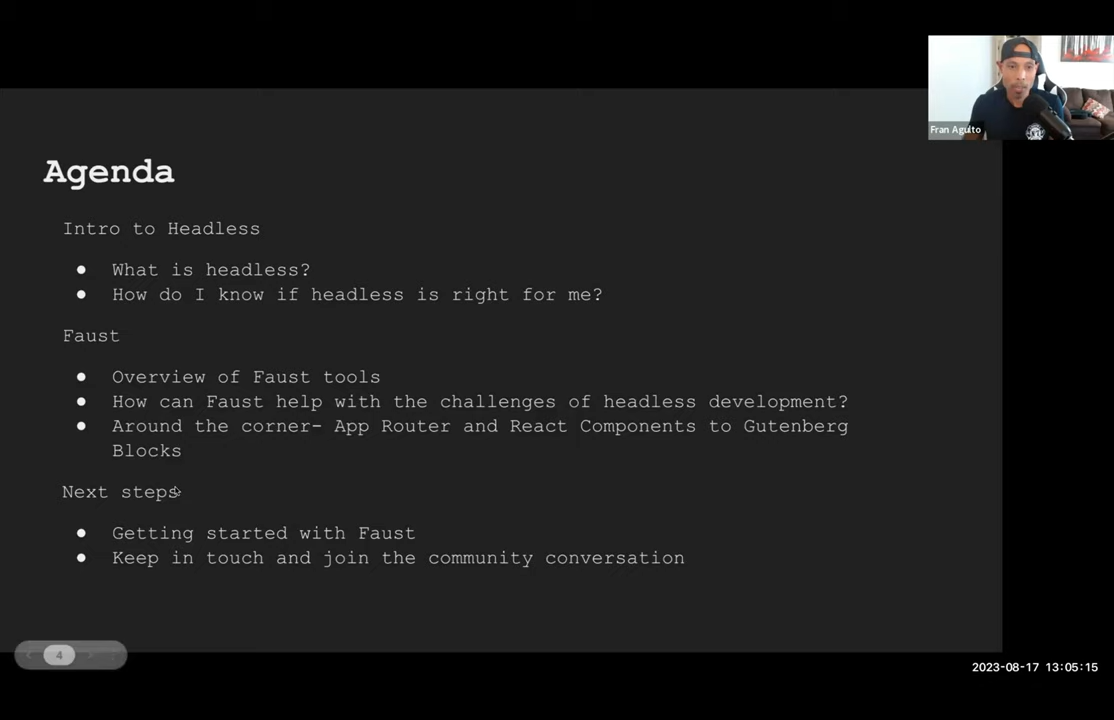 Fran Agulto
Agenda
Intro to Headless
● What is headless?
● How do I know if headless is right for me?
Faust
● Overview of Faust tools
● How can Faust help with the challenges of headless development?
● Around the corner- App Router and React Components to Gutenberg
Blocks
Next steps
● Getting started with Faust
● Keep in touch and join the community conversation
4
2023-08-17 13:05:15